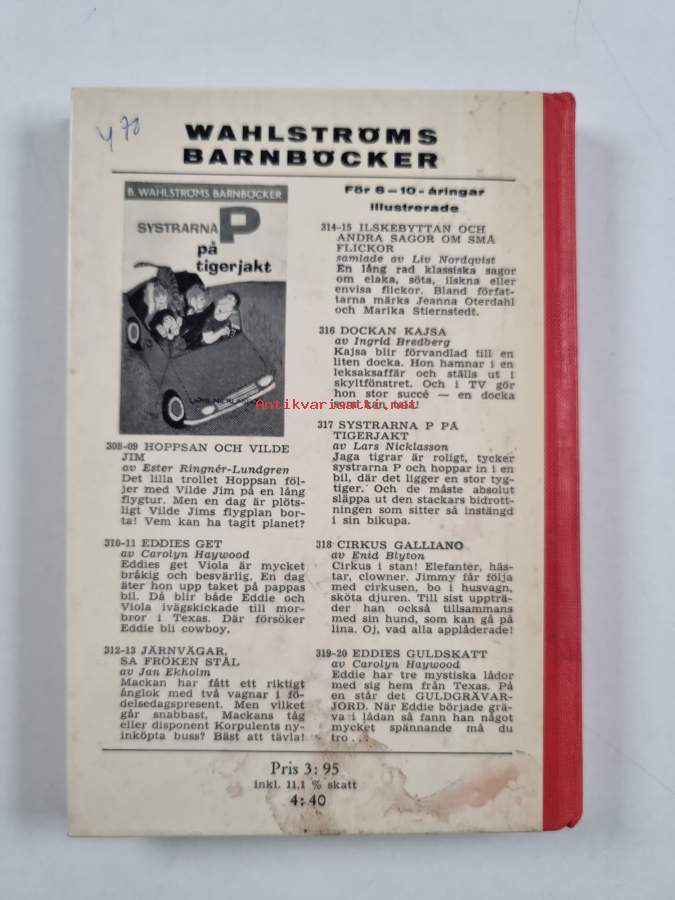 Y 70
WAHLSTRÖMS
BARNBÖCKER
B. WAHLSTRÖMS BARNBÖCKER
SYSTRARNA P
på
tigerjakt
LARS NICKLASSON
308-09 HOPPSAN OCH VILDE
JIM
av Ester Ringnér-Lundgren
Det lilla trollet Hoppsan föl-
jer med Vilde Jim på en lång
flygtur. Men en dag är plöts-
ligt Vilde Jims flygplan bor-
ta! Vem kan ha tagit planet?
310-11 EDDIES GET
av Carolyn Haywood
Eddies get Viola är mycket
bråkig och besvärlig. En dag
äter hon upp taket på pappas
bil. Då blir både Eddie och
Viola ivägskickade till mor-
bror i Texas. Där försöker
Eddie bli cowboy.
312-13 JÄRNVÄGAR,
SA FRÖKEN STÅL
av Jan Ekholm
Mackan har fått ett riktigt
ånglok med två vagnar i fö-
delsedagspresent. Men vilket
går snabbast, Mackans tåg
eller disponent Korpulents ny-
inköpta buss? Bäst att tävla!
För 6-10-åringar
illustrerade
314-15 ILSKEBYTTAN OCH
ANDRA SAGOR OM SMÅ
FLICKOR
samlade av Liv Nordqvist
En lång rad klassiska sagor
om elaka, söta, ilskna eller
envisa flickor. Bland förfat-
tarna märks Jeanna Oterdahl
och Marika Stiernstedt.
316 DOCKAN KAJSA
av Ingrid Bredberg
Kajsa blir förvandlad till en
liten docka. Hon hamnar i en
leksaksaffär och ställs ut i
skyltfönstret. Och i TV gör
hon stor succé — en docka
som kan tala!
Antikvariaatti.net
317 SYSTRARNA P PÅ
TIGERJAKT
av Lars Nicklasson
Jaga tigrar är roligt, tycker
systrarna P och hoppar in i en
bil, där det ligger en stor tyg-
tiger. Och de måste absolut
släppa ut den stackars bidrott-
ningen som sitter så instängd
i sin bikupa.
318 CIRKUS GALLIANO
av Enid Blyton
Cirkus i stan! Elefanter, häs-
tar, clowner. Jimmy får följa
med cirkusen, bo i husvagn,
sköta djuren. Till sist uppträ-
der han också tillsammans
med sin hund, som kan gå på
lina. Oj, vad alla applåderade!
319-20 EDDIES GULDSKATT
av Carolyn Haywood
Eddie har tre mystiska lådor
med sig hem från Texas. På
en står det GULDGRÄVAR-
JORD. När Eddie började grä-
va i lådan så fann han något
mycket spännande må du
tro ...
Pris 3:95
inkl. 11,1 % skatt
4:40